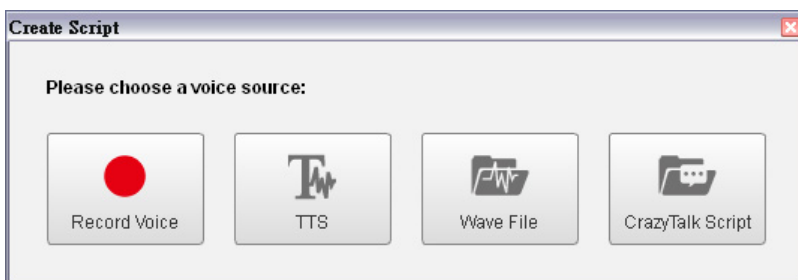 Create Script
Please choose a voice source:
Record Voice
TTS
Wave File
CrazyTalk Script